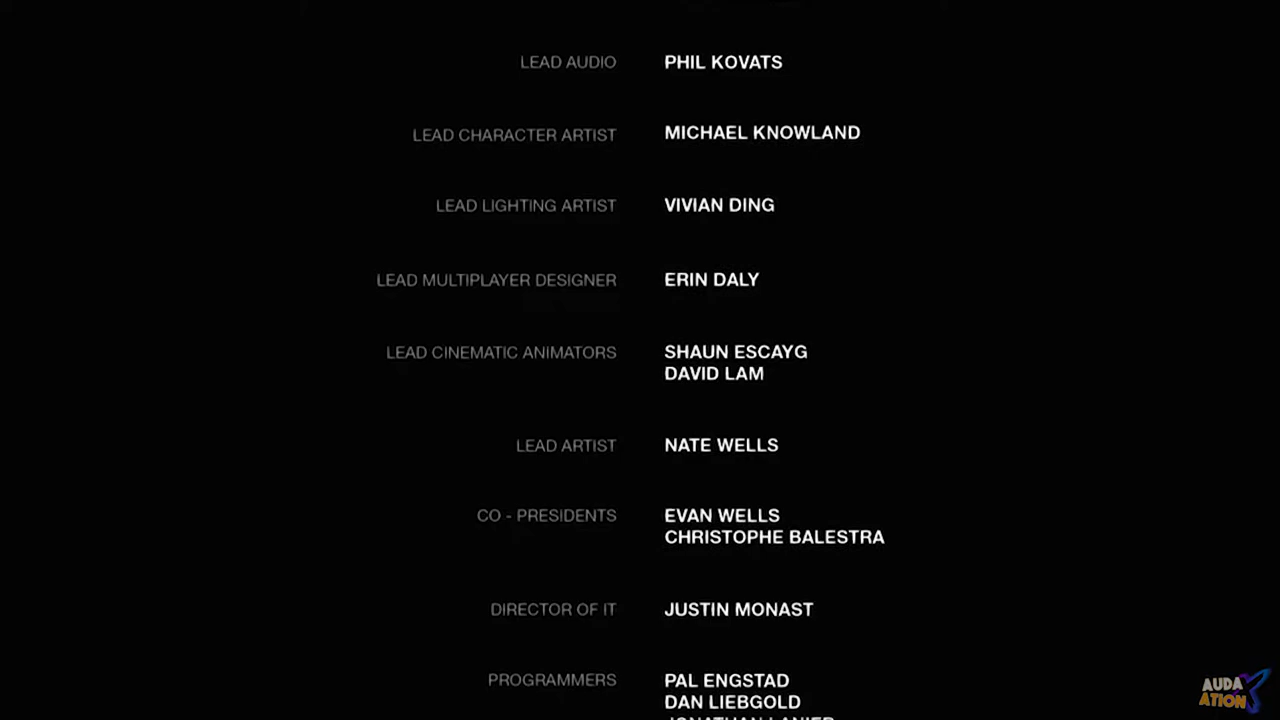 LEAD AUDIO PHIL KOVATS
LEAD CHARACTER ARTIST MICHAEL KNOWLAND
LEAD LIGHTING ARTIST VIVIAN DING
LEAD MULTIPLAYER DESIGNER ERIN DALY
LEAD CINEMATIC ANIMATORS SHAUN ESCAYG
DAVID LAM
LEAD ARTIST NATE WELLS
CO - PRESIDENTS EVAN WELLS
CHRISTOPHE BALESTRA
DIRECTOR OF IT JUSTIN MONAST
PROGRAMMERS PAL ENGSTAD
DAN LIEBGOLD
JONATHAN LANIER
AUDA
ATION